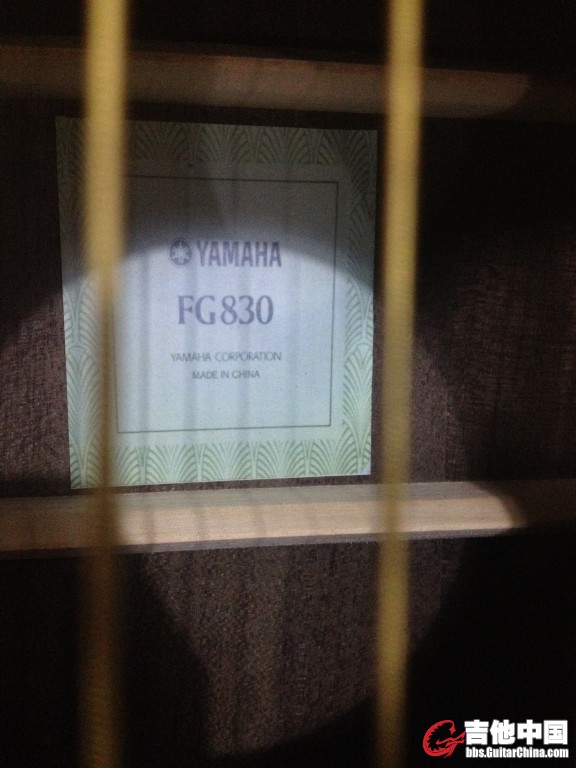 YAMAHA
FG830
YAMAHA CORPORATION
MADE IN CHINA
吉他中国
bbs.GuitarChina.com